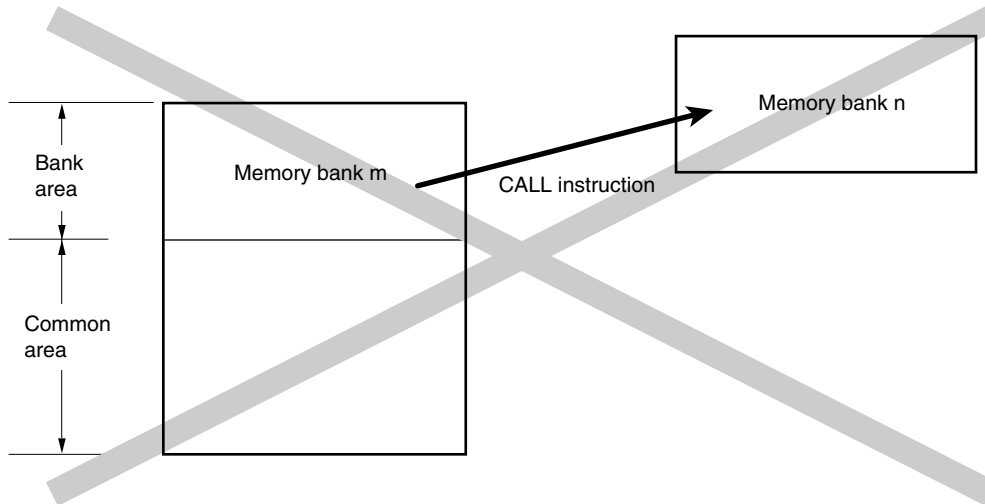 Memory bank n
Memory bank m
CALL instruction
Bank
area
Common
area